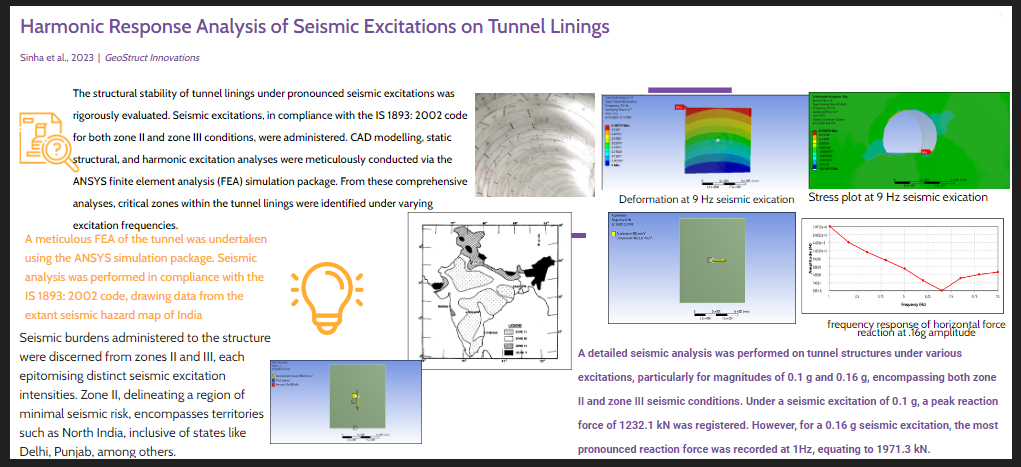 Harmonic Response Analysis of Seismic Excitations on Tunnel Linings
Sinha et al., 2023 | GeoStruct Innovations
The structural stability of tunnel linings under pronounced seismic excitations was
rigorously evaluated. Seismic excitations, in compliance with the IS 1893: 2002 code
for both zone II and zone III conditions, were administered. CAD modelling, static
structural, and harmonic excitation analyses were meticulously conducted via the
ANSYS finite element analysis (FEA) simulation package. From these comprehensive
analyses, critical zones within the tunnel linings were identified under varying
excitation frequencies.
A meticulous FEA of the tunnel was undertaken
using the ANSYS simulation package. Seismic
analysis was performed in compliance with the
IS 1893: 2002 code, drawing data from the
extant seismic hazard map of India
Seismic burdens administered to the structure
were discerned from zones II and III, each
epitomising distinct seismic excitation
intensities. Zone II, delineating a region of
minimal seismic risk, encompasses territories
such as North India, inclusive of states like
Delhi, Punjab, among others.
LEGEND
Deformation at 9 Hz seismic exication
Stress plot at 9 Hz seismic exication
Amplitude (N)
Frequency (Hz)
frequency response of horizontal force
reaction at .16g amplitude
A detailed seismic analysis was performed on tunnel structures under various
excitations, particularly for magnitudes of 0.1 g and 0.16 g, encompassing both zone
II and zone III seismic conditions. Under a seismic excitation of 0.1 g, a peak reaction
force of 1232.1 kN was registered. However, for a 0.16 g seismic excitation, the most
pronounced reaction force was recorded at 1Hz, equating to 1971.3 kN.